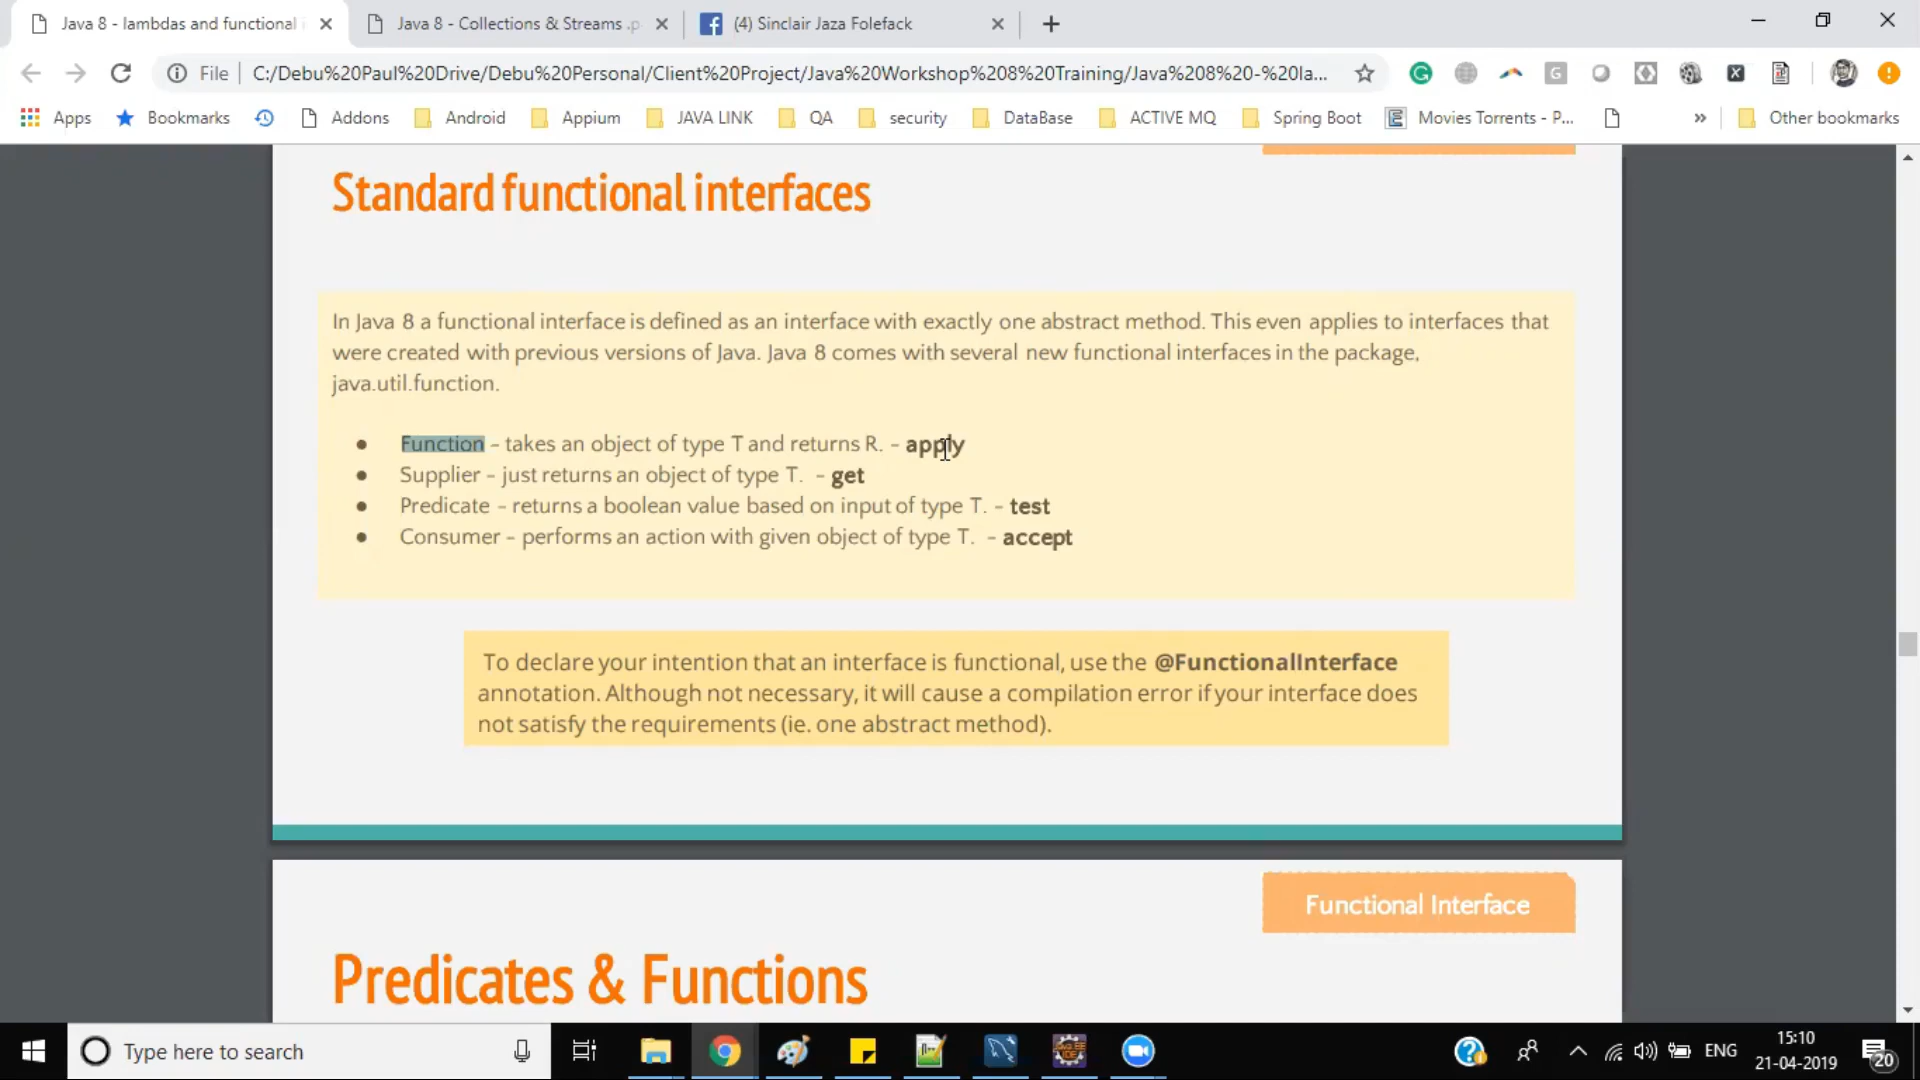 Java 8 - lambdas and functional i
Java 8 - Collections & Streams .p
(4) Sinclair Jaza Folefack
File
C:/Debu%20Paul%20Drive/Debu%20Personal/Client%20Project/Java%20Workshop%208%20Training/Java%208%20-%20la...
Apps
Bookmarks
Addons
Android
Appium
JAVA LINK
QA
security
DataBase
ACTIVE MQ
Spring Boot
Movies Torrents - P...
»
Other bookmarks
Standard functional interfaces
In Java 8 a functional interface is defined as an interface with exactly one abstract method. This even applies to interfaces that
were created with previous versions of Java. Java 8 comes with several new functional interfaces in the package,
java.util.function.
● Function - takes an object of type T and returns R. - apply
● Supplier - just returns an object of type T. - get
● Predicate - returns a boolean value based on input of type T. - test
● Consumer - performs an action with given object of type T. - accept
To declare your intention that an interface is functional, use the @FunctionalInterface
annotation. Although not necessary, it will cause a compilation error if your interface does
not satisfy the requirements (ie. one abstract method).
Functional Interface
Predicates & Functions
Type here to search
ENG
15:10
21-04-2019
20